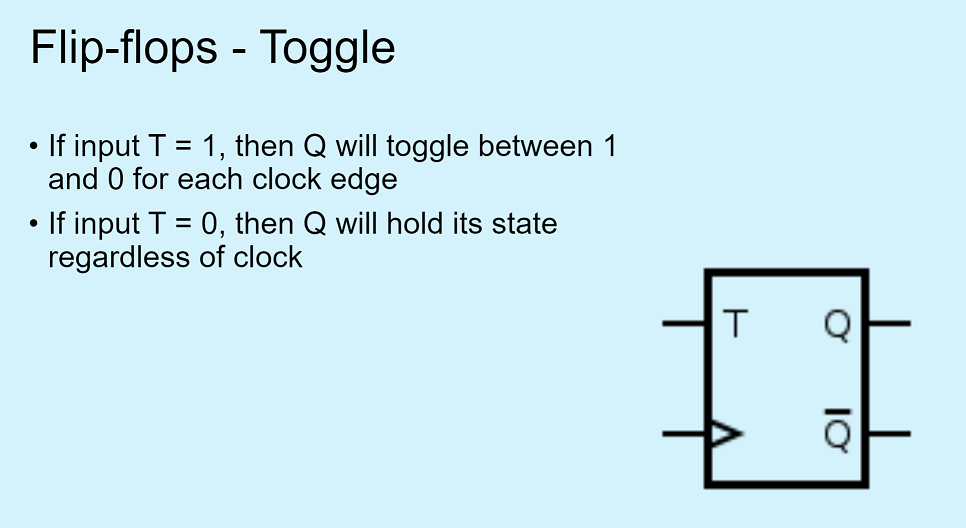 Flip-flops - Toggle
• If input T = 1, then Q will toggle between 1
and 0 for each clock edge
• If input T = 0, then Q will hold its state
regardless of clock
T Q
Q̅